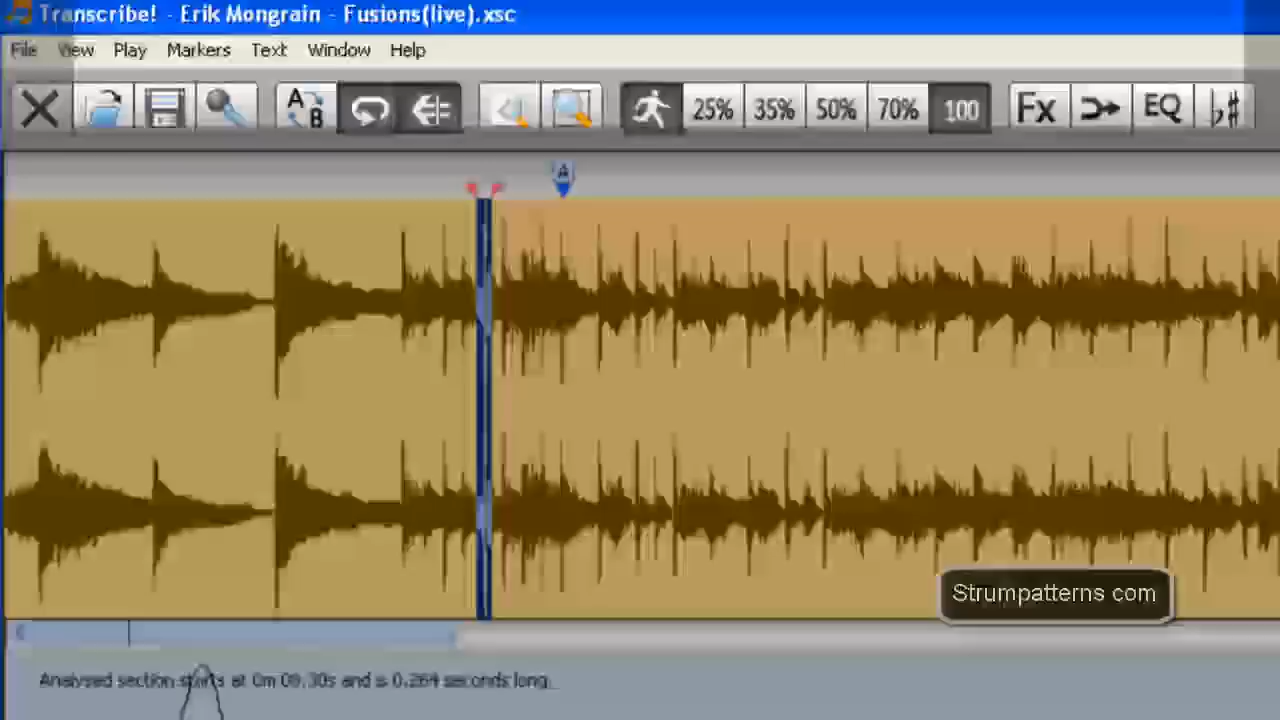 Transcribe! - Erik Mongrain - Fusions(live).xsc
File View Play Markers Text Window Help
A B 25% 35% 50% 70% 100 Fx EQ ♭♯
A
Strumpatterns com
Analysed section starts at 0m 09.30s and is 0.264 seconds long.